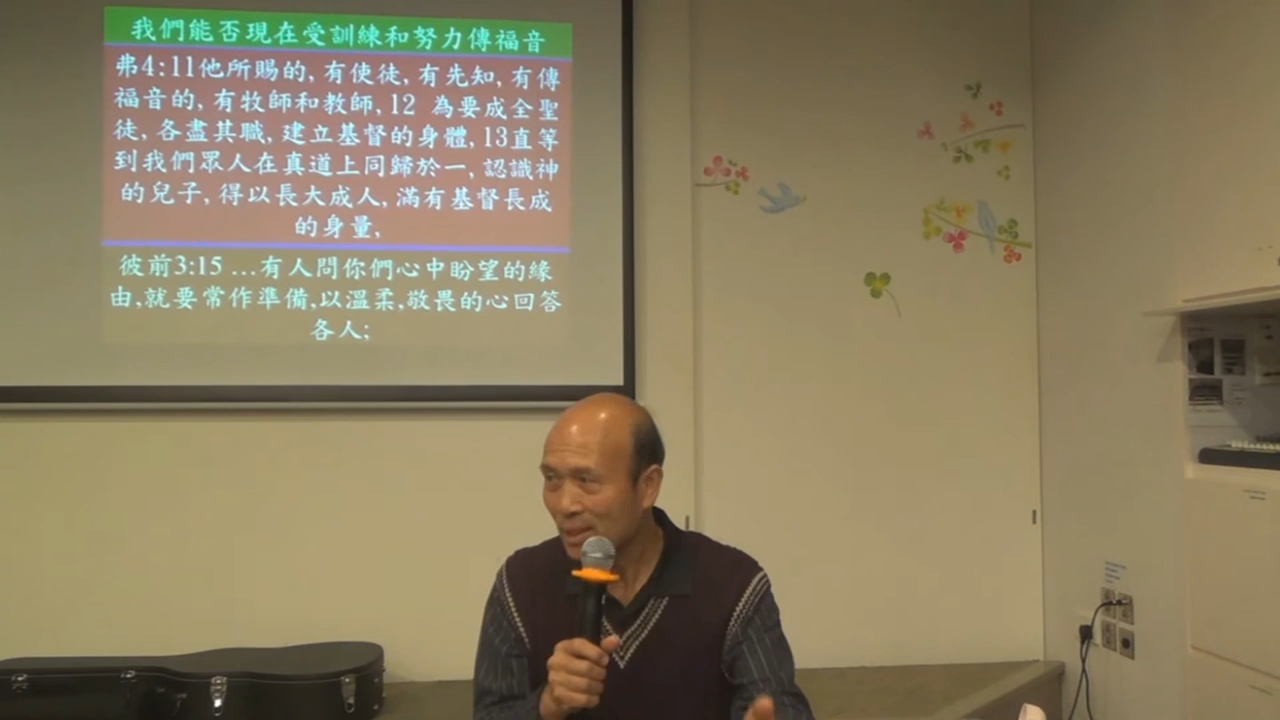 我們能否現在受訓練和努力傳福音
弗4:11他所賜的, 有使徒, 有先知, 有傳
福音的, 有牧師和教師, 12 為要成全聖
徒, 各盡其職, 建立基督的身體, 13直等
到我們眾人在真道上同歸於一, 認識神
的兒子, 得以長大成人, 滿有基督長成
的身量,
彼前3:15 ...有人問你們心中盼望的緣
由,就要常作準備,以溫柔,敬畏的心回答
各人;